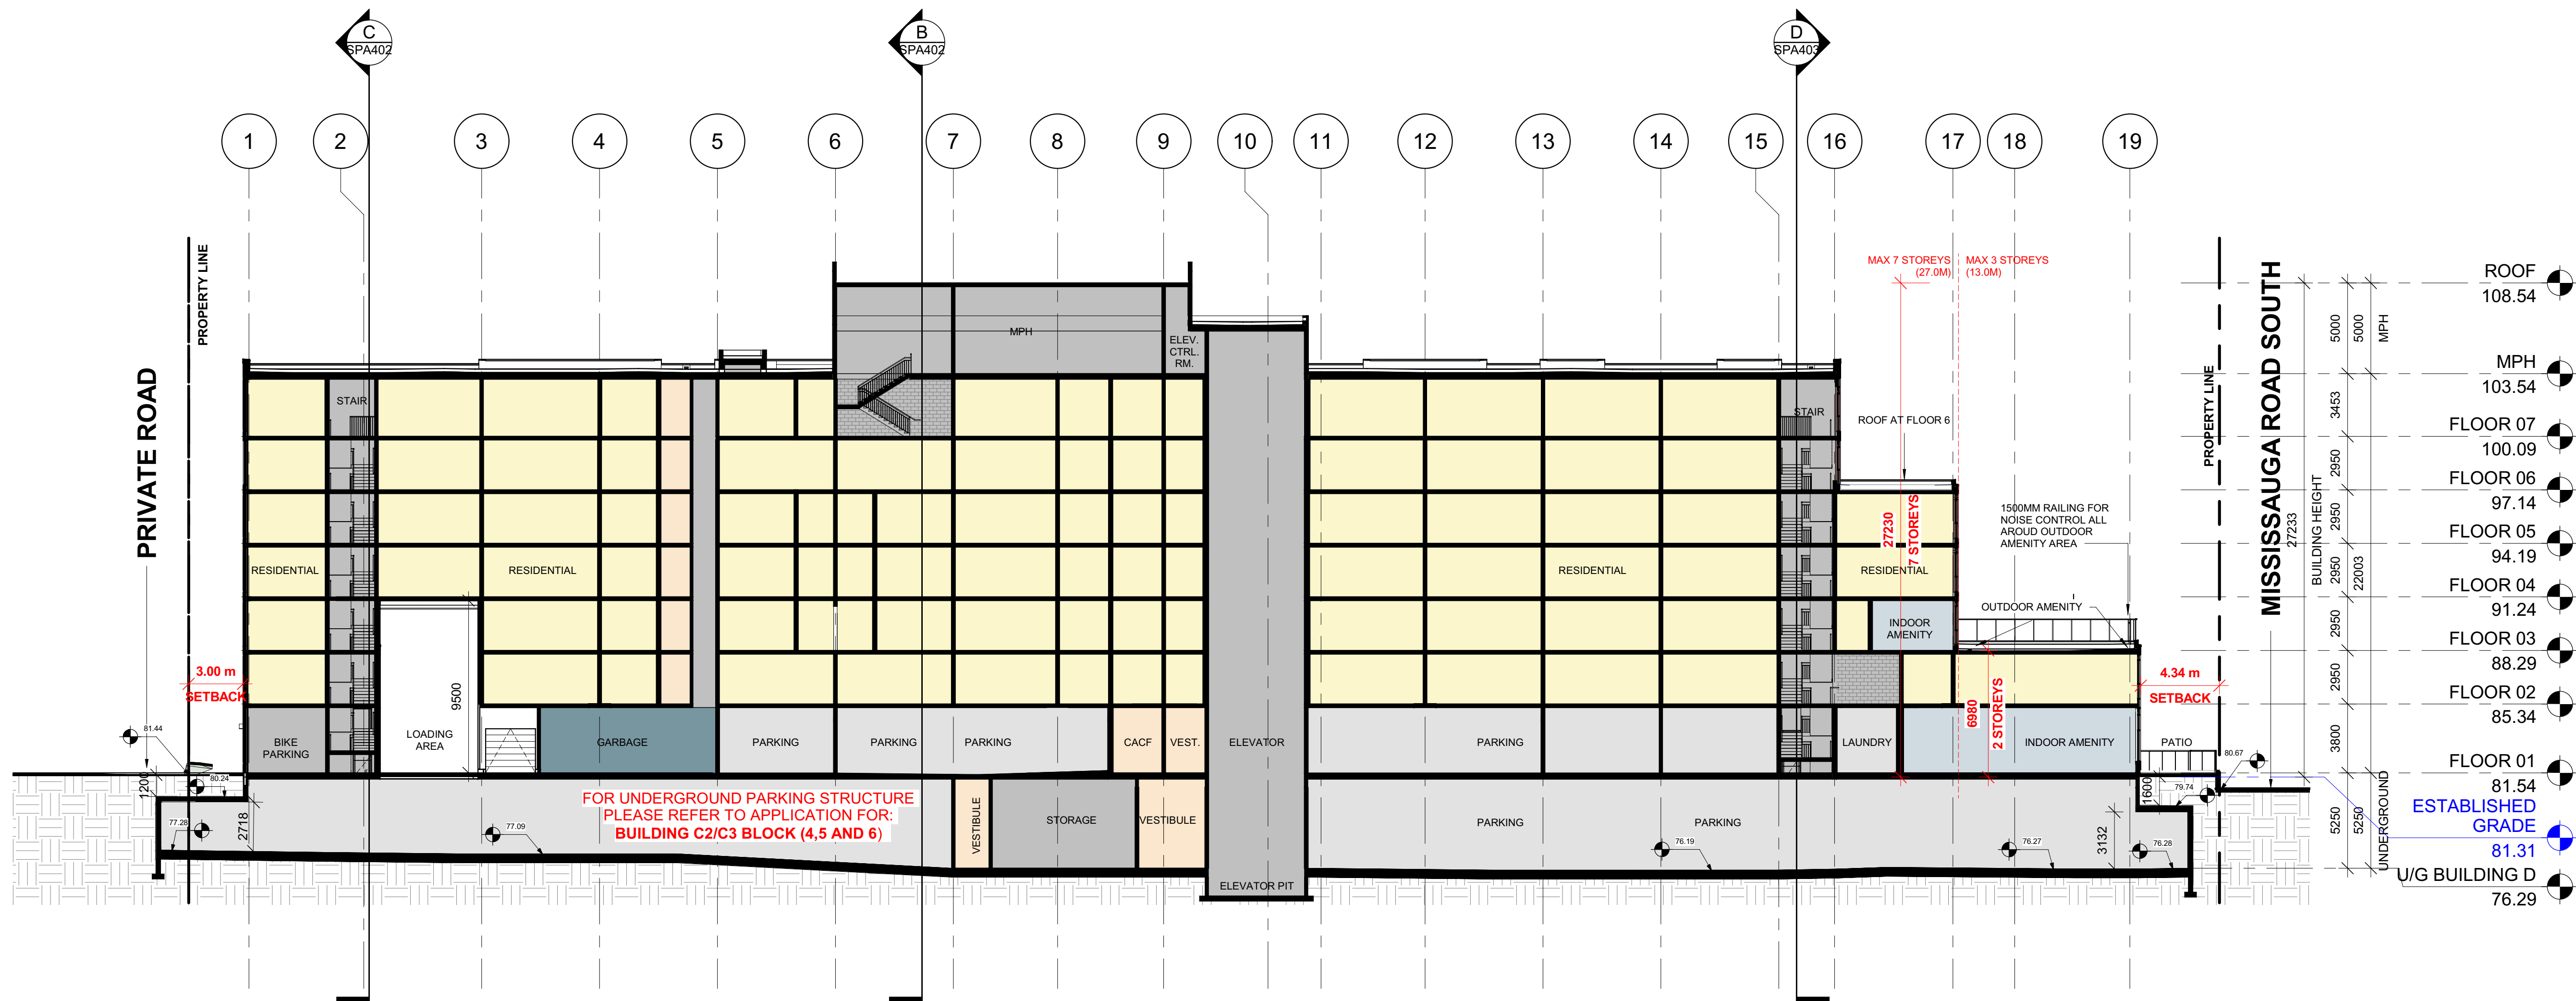 C
SPA402
B
SPA402
D
SPA403
1
2
3
4
5
6
7
8
9
10
11
12
13
14
15
16
17
18
19
PROPERTY LINE
PRIVATE ROAD
MAX 7 STOREYS
(27.0M)
MAX 3 STOREYS
(13.0M)
PROPERTY LINE
MISSISSAUGA ROAD SOUTH
ROOF
108.54
MPH
103.54
FLOOR 07
100.09
FLOOR 06
97.14
FLOOR 05
94.19
FLOOR 04
91.24
FLOOR 03
88.29
FLOOR 02
85.34
FLOOR 01
81.54
ESTABLISHED
GRADE
81.31
U/G BUILDING D
76.29
27233
BUILDING HEIGHT
5000
3453
2950
2950
2950
2950
2950
3800
5250
5000
22003
5250
MPH
UNDERGROUND
MPH
ELEV.
CTRL.
RM.
STAIR
STAIR
ROOF AT FLOOR 6
1500MM RAILING FOR
NOISE CONTROL ALL
AROUD OUTDOOR
AMENITY AREA
27230
7 STOREYS
RESIDENTIAL
RESIDENTIAL
RESIDENTIAL
RESIDENTIAL
OUTDOOR AMENITY
INDOOR
AMENITY
3.00 m
SETBACK
9500
4.34 m
SETBACK
6980
2 STOREYS
81.44
BIKE
PARKING
LOADING
AREA
GARBAGE
PARKING
PARKING
PARKING
CACF
VEST.
ELEVATOR
PARKING
LAUNDRY
INDOOR AMENITY
PATIO
80.67
1200
80.24
2718
77.28
77.09
FOR UNDERGROUND PARKING STRUCTURE
PLEASE REFER TO APPLICATION FOR:
BUILDING C2/C3 BLOCK (4,5 AND 6)
VESTIBULE
STORAGE
VESTIBULE
PARKING
PARKING
1600
79.74
3132
76.19
76.27
76.28
ELEVATOR PIT